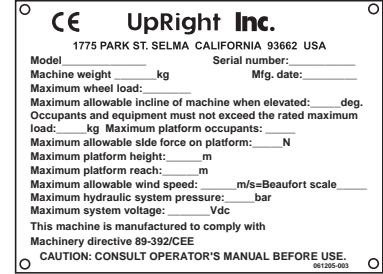 CE UpRight Inc.
1775 PARK ST. SELMA CALIFORNIA 93662 USA
Model_____________ Serial number:___________
Machine weight _______kg Mfg. date:_________
Maximum wheel load:________
Maximum allowable incline of machine when elevated:_____deg.
Occupants and equipment must not exceed the rated maximum
load:_____kg Maximum platform occupants: _____
Maximum allowable sIde force on platform:_____N
Maximum platform height:______m
Maximum platform reach:______m
Maximum allowable wind speed: ______m/s=Beaufort scale_____
Maximum hydraulic system pressure:_____bar
Maximum system voltage: _______Vdc
This machine is manufactured to comply with
Machinery directive 89-392/CEE
CAUTION: CONSULT OPERATOR'S MANUAL BEFORE USE.
061205-003